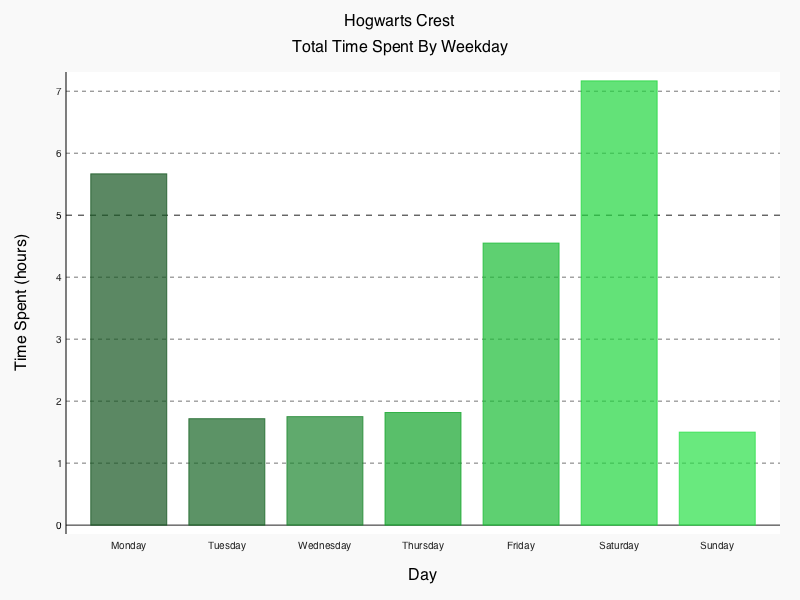 Hogwarts Crest
Total Time Spent By Weekday
Time Spent (hours)
7
6
5
4
3
2
1
0
Monday Tuesday Wednesday Thursday Friday Saturday Sunday
Day